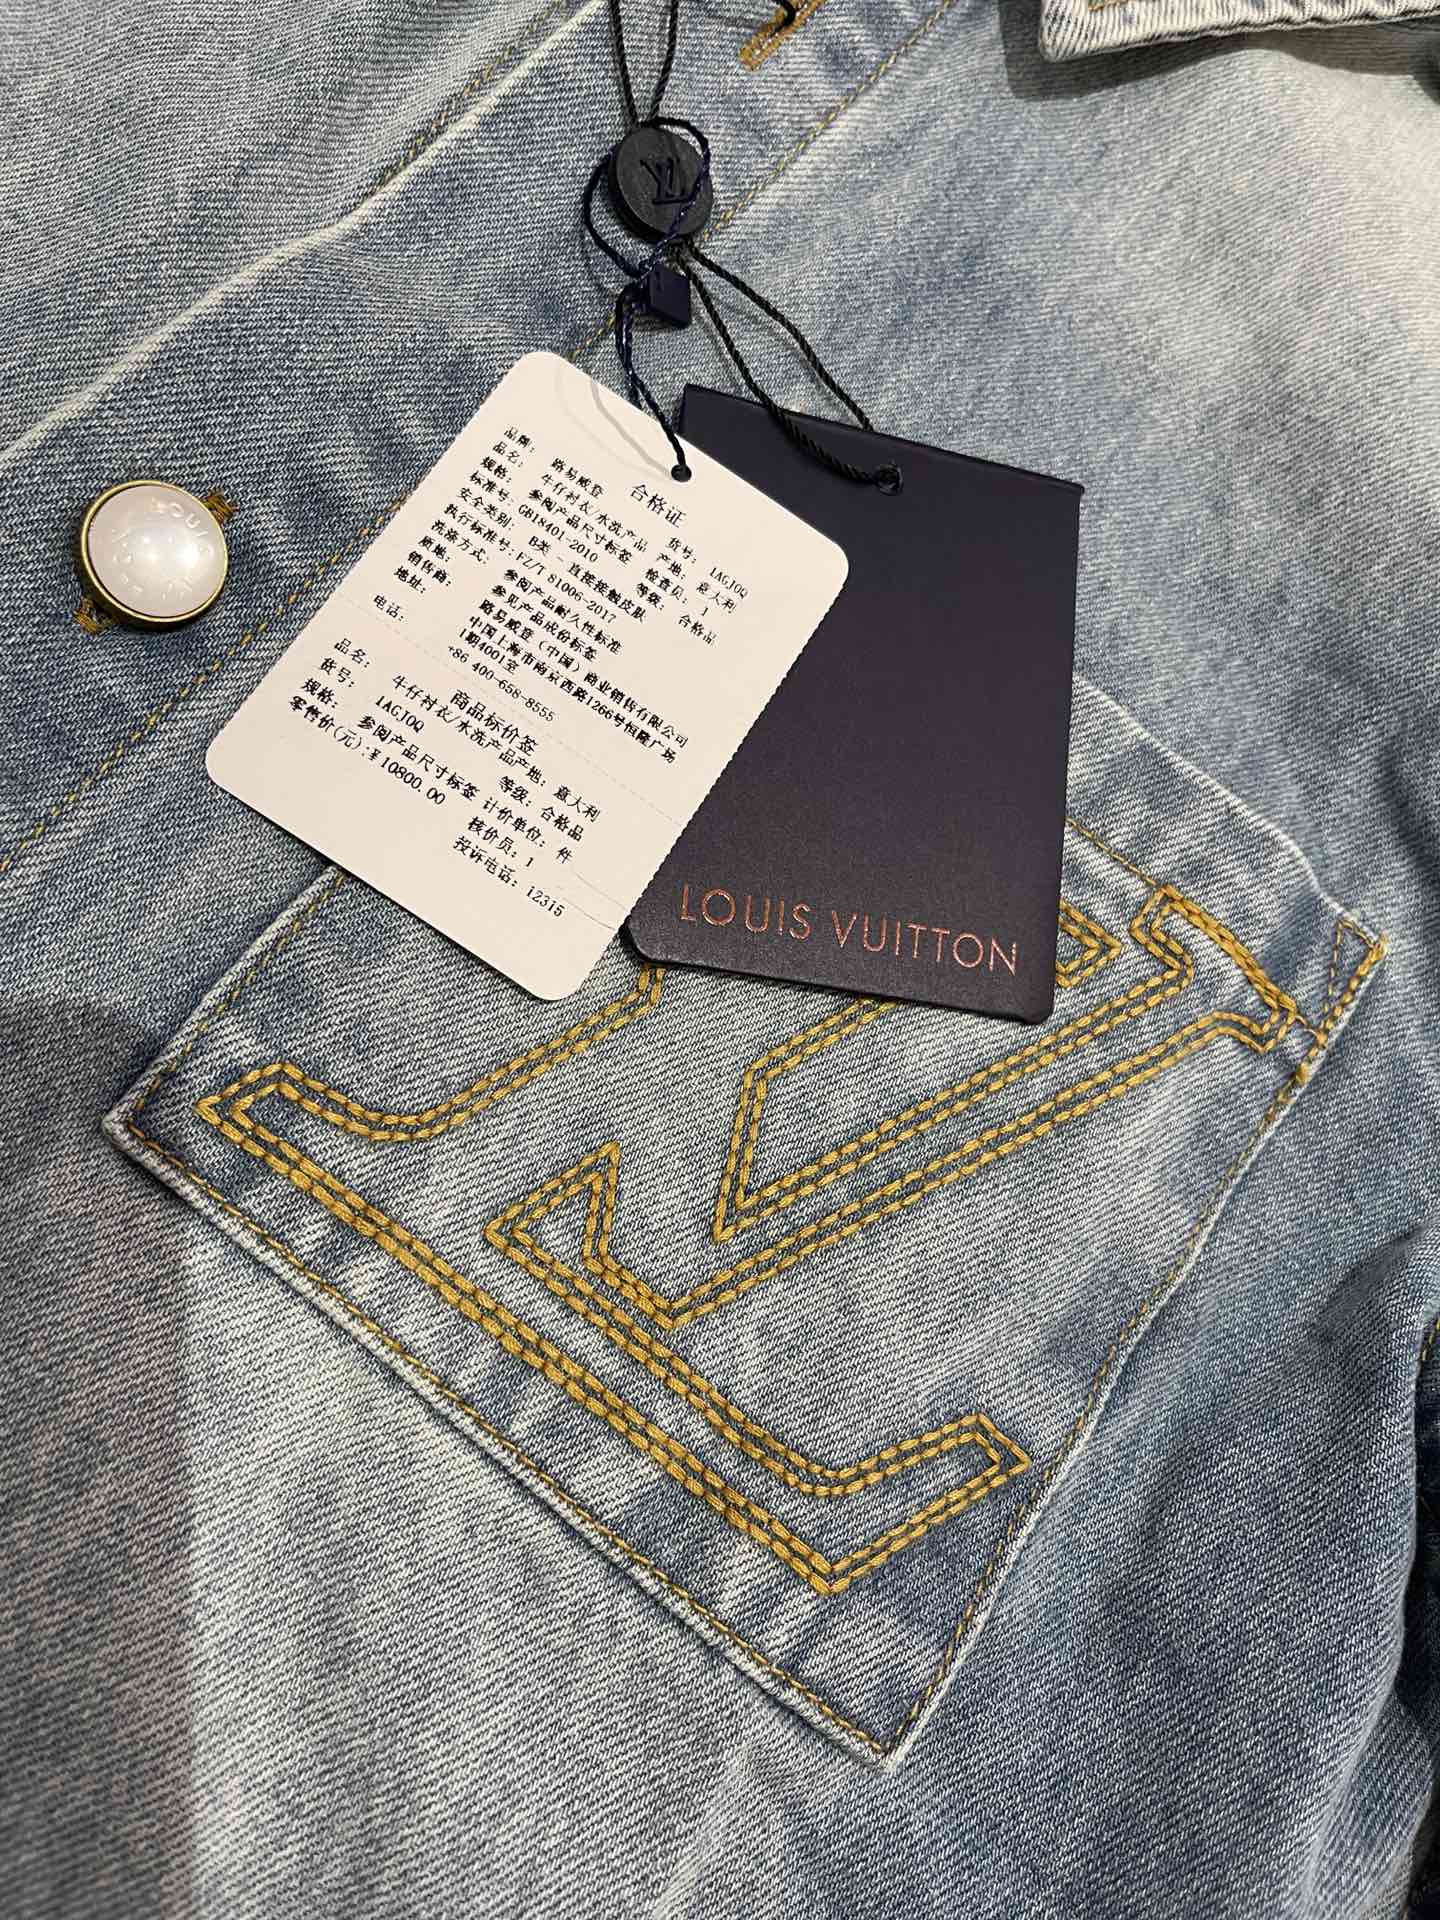 LV
合格证
品牌: 路易威登 货号: 1AGJ0Q
品名: 牛仔衬衣/水洗产品 产地: 意大利
规格: 参阅产品尺寸标签 检查员: 1
标准号: GB18401-2010 等级: 合格品
安全类别: B类 - 直接接触皮肤
执行标准号: FZ/T 81006-2017
洗涤方式: 参阅产品耐久性标准
质地: 参见产品成份标签
销售商: 路易威登（中国）商业销售有限公司
地址: 中国上海市南京西路1266号恒隆广场
1期4001室
电话: +86 400-658-8555
商品标价签
品名: 牛仔衬衣/水洗产品 产地: 意大利
货号: 1AGJ0Q 等级: 合格品
规格: 参阅产品尺寸标签 计价单位: 件
零售价(元):¥10800.00 核价员: 1
投诉电话: 12315
LOUIS VUITTON